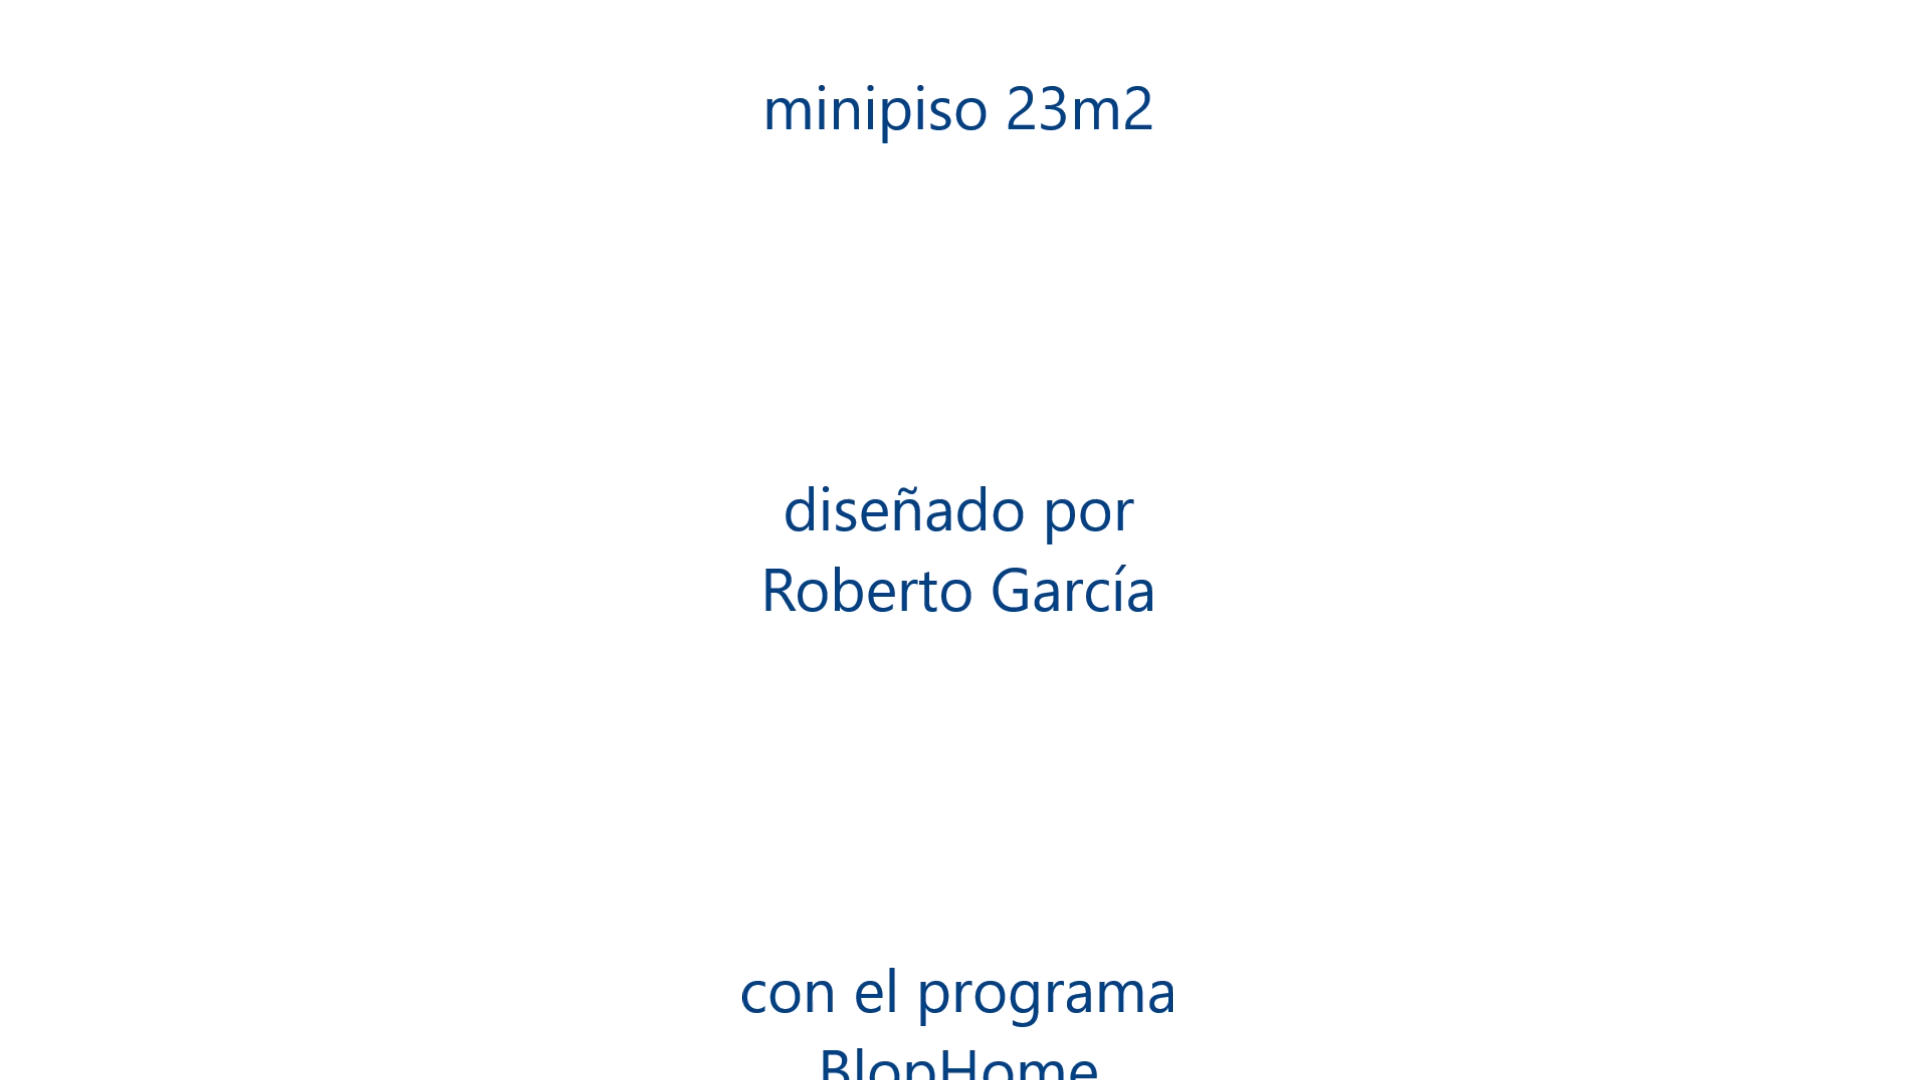 minipiso 23m2
diseñado por
Roberto García
con el programa